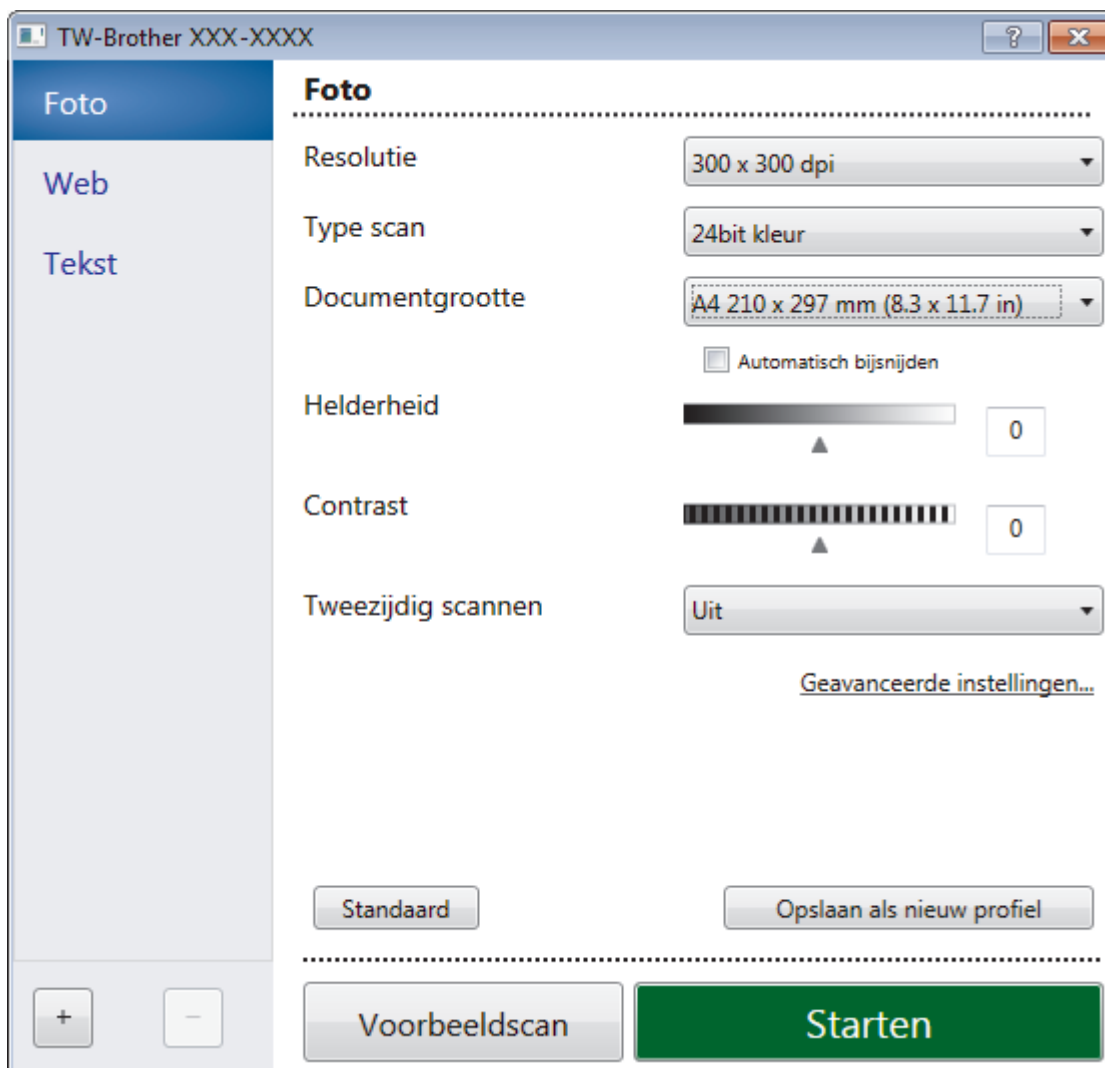 TW-Brother XXX-XXXX
?
Foto
Web
Tekst
Foto
Resolutie
300 x 300 dpi
Type scan
24bit kleur
Documentgrootte
A4 210 x 297 mm (8.3 x 11.7 in)
Automatisch bijsnijden
Helderheid
0
Contrast
0
Tweezijdig scannen
Uit
Geavanceerde instellingen...
Standaard
Opslaan als nieuw profiel
+
−
Voorbeeldscan
Starten